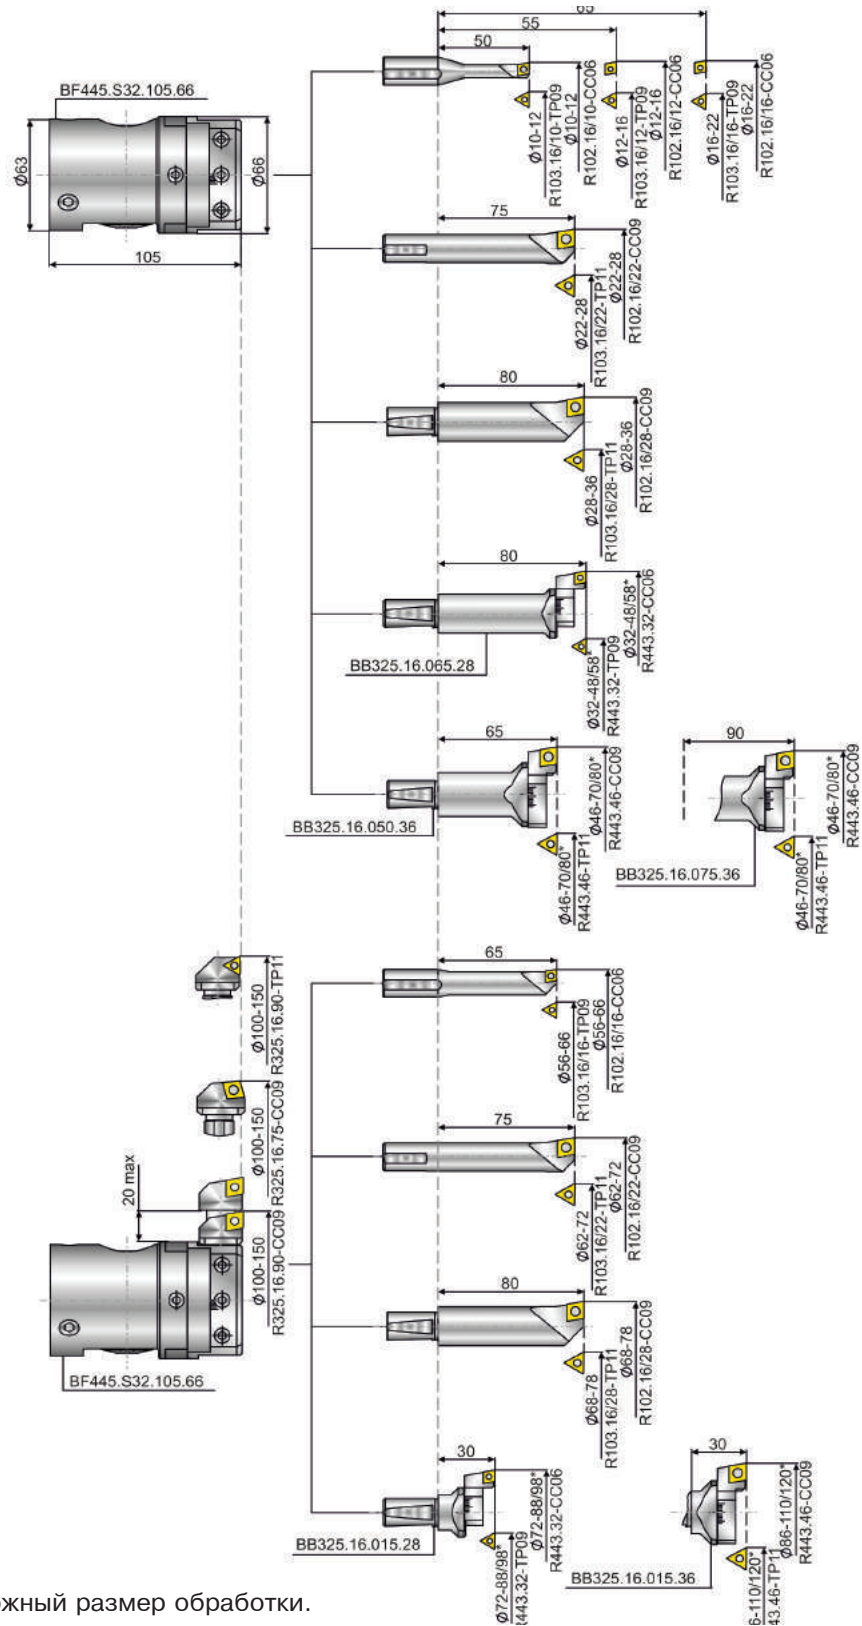 65
55
50
BF445.S32.105.66
Ø63
Ø66
105
Ø10-12
R103.16/10-TP09
Ø10-12
R102.16/10-CC06
Ø12-16
R103.16/12-TP09
Ø12-16
R102.16/12-CC06
Ø16-22
R103.16/16-TP09
Ø16-22
R102.16/16-CC06
75
Ø22-28
R103.16/22-TP11
Ø22-28
R102.16/22-CC09
80
Ø28-36
R103.16/28-TP11
Ø28-36
R102.16/28-CC09
80
BB325.16.065.28
Ø32-48/58*
R443.32-TP09
Ø32-48/58*
R443.32-CC06
65
BB325.16.050.36
Ø46-70/80*
R443.46-TP11
Ø46-70/80*
R443.46-CC09
90
BB325.16.075.36
Ø46-70/80*
R443.46-TP11
Ø46-70/80*
R443.46-CC09
Ø100-150
R325.16.90-TP11
Ø100-150
R325.16.75-CC09
20 max
Ø100-150
R325.16.90-CC09
BF445.S32.105.66
65
Ø56-66
R103.16/16-TP09
Ø56-66
R102.16/16-CC06
75
Ø62-72
R103.16/22-TP11
Ø62-72
R102.16/22-CC09
80
Ø68-78
R103.16/28-TP11
Ø68-78
R102.16/28-CC09
30
BB325.16.015.28
Ø72-88/98*
R443.32-TP09
Ø72-88/98*
R443.32-CC06
30
BB325.16.015.36
6-110/120*
43.46-TP11
Ø86-110/120*
R443.46-CC09
жный размер обработки.